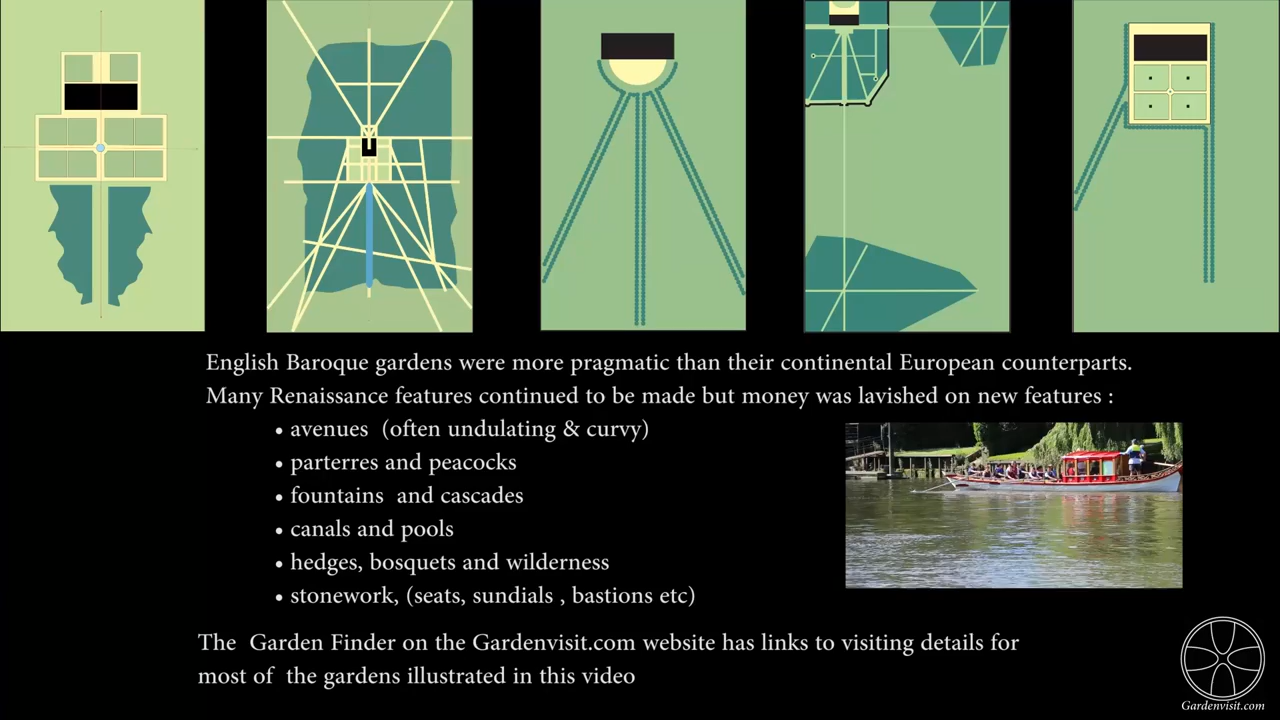 English Baroque gardens were more pragmatic than their continental European counterparts.
Many Renaissance features continued to be made but money was lavished on new features :
• avenues (often undulating & curvy)
• parterres and peacocks
• fountains and cascades
• canals and pools
• hedges, bosquets and wilderness
• stonework, (seats, sundials , bastions etc)
The Garden Finder on the Gardenvisit.com website has links to visiting details for
most of the gardens illustrated in this video
Gardenvisit.com